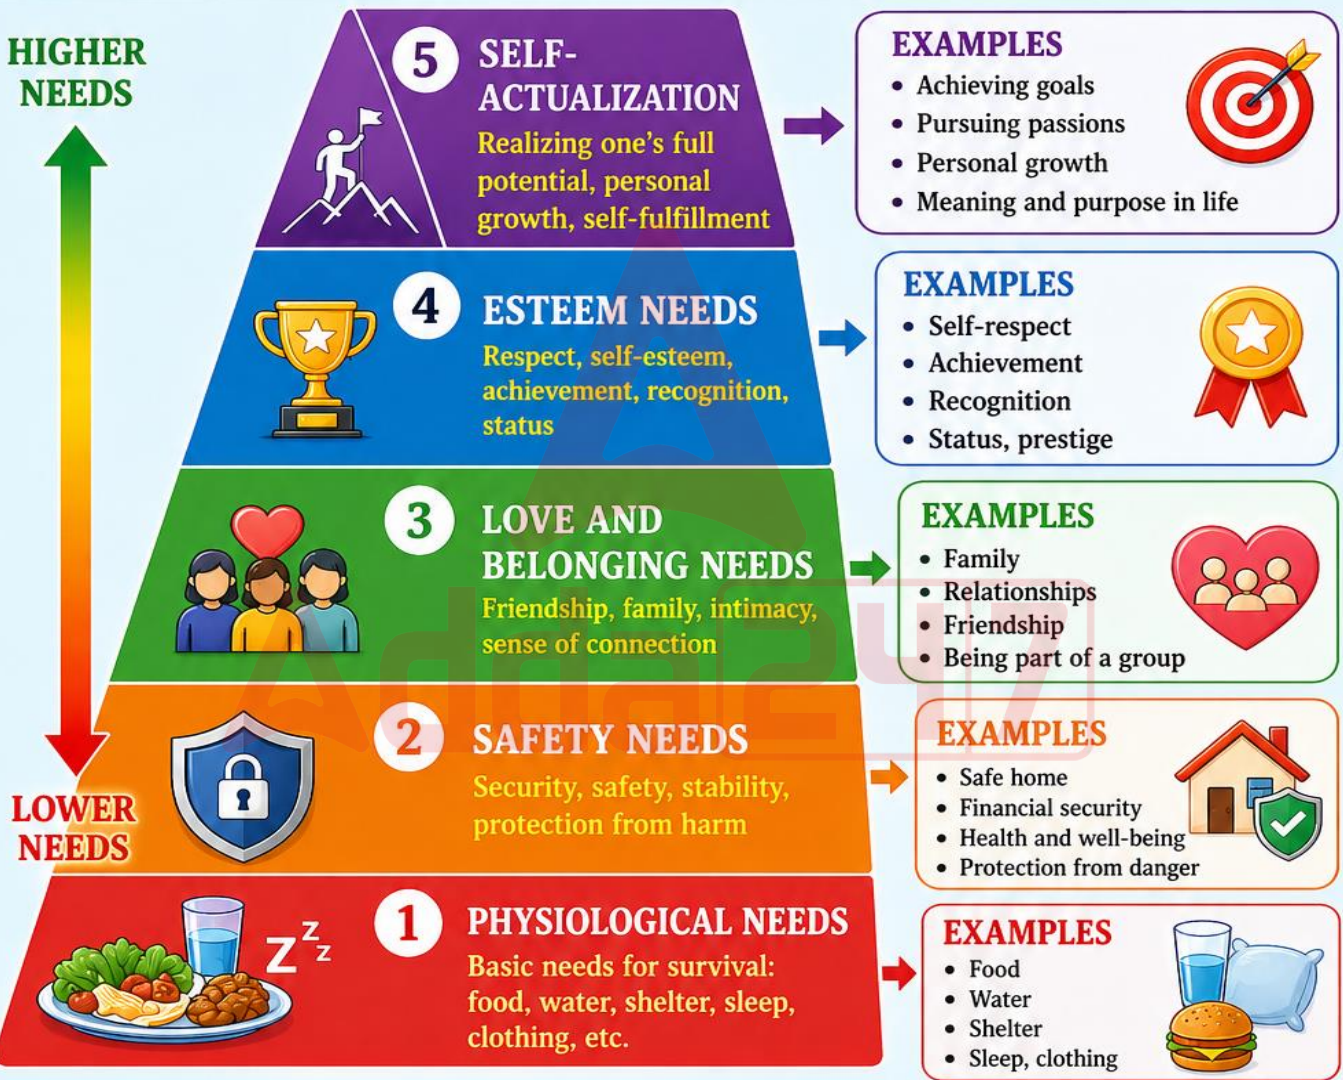 HIGHER
NEEDS
5
SELF-
ACTUALIZATION
Realizing one's full
potential, personal
growth, self-fulfillment
EXAMPLES
• Achieving goals
• Pursuing passions
• Personal growth
• Meaning and purpose in life
4
ESTEEM NEEDS
Respect, self-esteem,
achievement, recognition,
status
EXAMPLES
• Self-respect
• Achievement
• Recognition
• Status, prestige
3
LOVE AND
BELONGING NEEDS
Friendship, family, intimacy,
sense of connection
EXAMPLES
• Family
• Relationships
• Friendship
• Being part of a group
Adda247
2
SAFETY NEEDS
Security, safety, stability,
protection from harm
EXAMPLES
• Safe home
• Financial security
• Health and well-being
• Protection from danger
LOWER
NEEDS
1
PHYSIOLOGICAL NEEDS
Basic needs for survival:
food, water, shelter, sleep,
clothing, etc.
Z z z
EXAMPLES
• Food
• Water
• Shelter
• Sleep, clothing